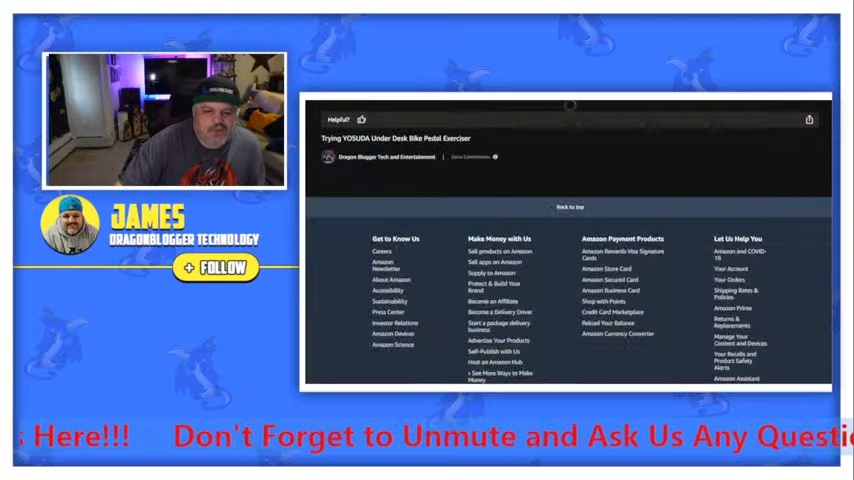 JAMES
DRAGONBLOGGER TECHNOLOGY
+ FOLLOW
Helpful?
Trying YOSUDA Under Desk Bike Pedal Exerciser
Dragon Blogger Tech and Entertainment | Earns Commissions
Back to top
Get to Know Us
Careers
Amazon
Newsletter
About Amazon
Accessibility
Sustainability
Press Center
Investor Relations
Amazon Devices
Amazon Science
Make Money with Us
Sell products on Amazon
Sell apps on Amazon
Supply to Amazon
Protect & Build Your
Brand
Become an Affiliate
Become a Delivery Driver
Start a package delivery
business
Advertise Your Products
Self-Publish with Us
Host an Amazon Hub
› See More Ways to Make
Money
Amazon Payment Products
Amazon Rewards Visa Signature
Cards
Amazon Store Card
Amazon Secured Card
Amazon Business Card
Shop with Points
Credit Card Marketplace
Reload Your Balance
Amazon Currency Converter
Let Us Help You
Amazon and COVID-
19
Your Account
Your Orders
Shipping Rates &
Policies
Amazon Prime
Returns &
Replacements
Manage Your
Content and Devices
Your Recalls and
Product Safety
Alerts
Amazon Assistant
s Here!!! Don't Forget to Unmute and Ask Us Any Questi